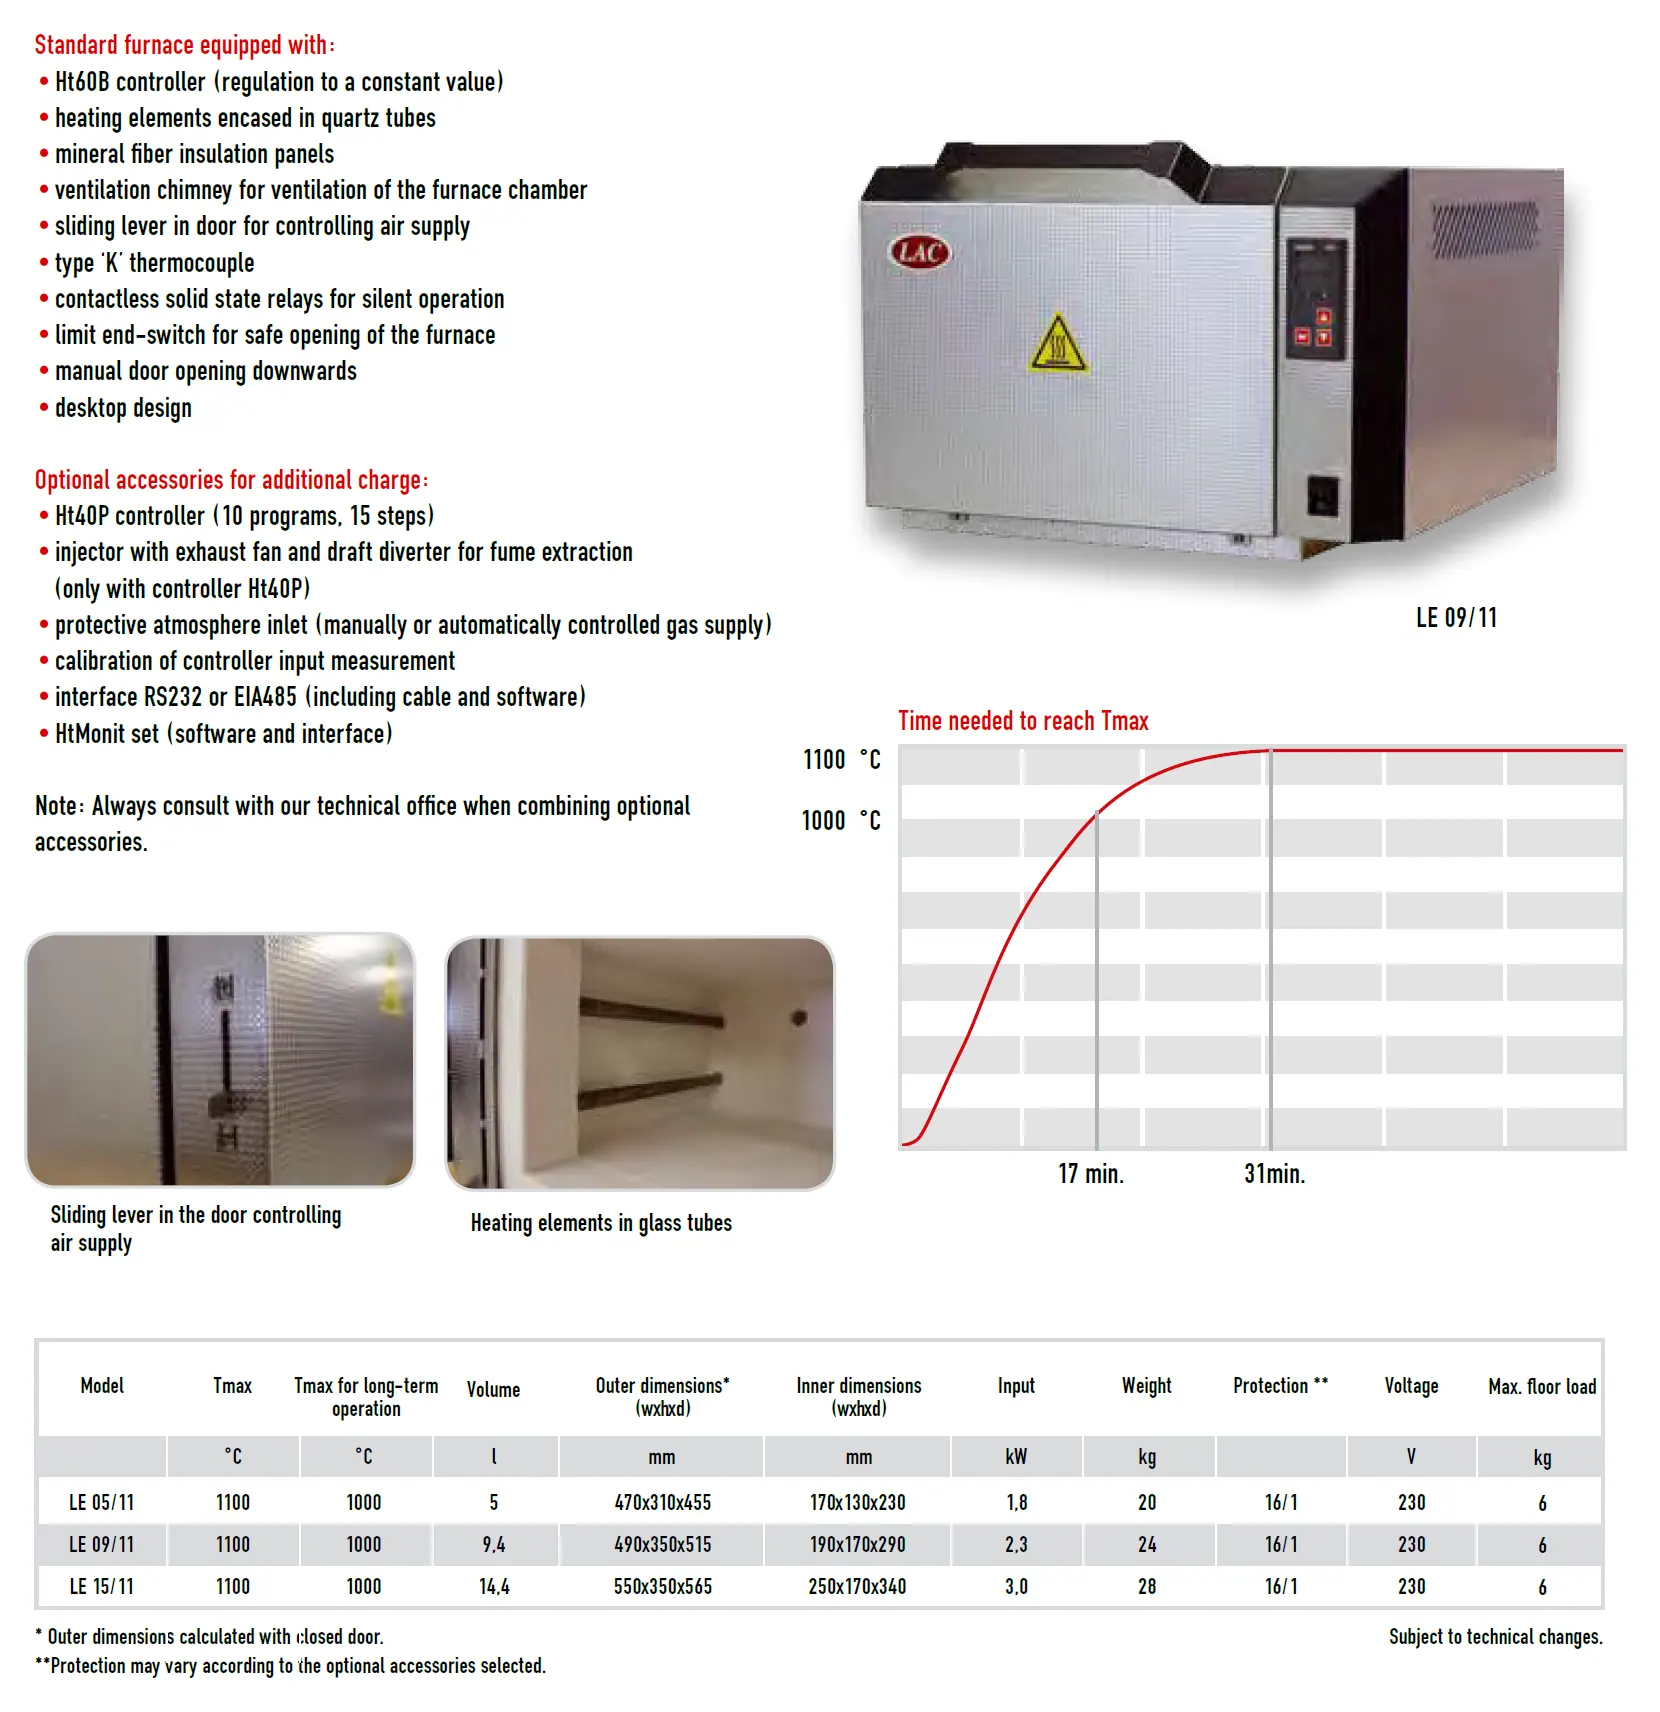 Standard furnace equipped with:
• Ht60B controller (regulation to a constant value)
• heating elements encased in quartz tubes
• mineral fiber insulation panels
• ventilation chimney for ventilation of the furnace chamber
• sliding lever in door for controlling air supply
• type 'K' thermocouple
• contactless solid state relays for silent operation
• limit end-switch for safe opening of the furnace
• manual door opening downwards
• desktop design
Optional accessories for additional charge:
• Ht40P controller (10 programs, 15 steps)
• injector with exhaust fan and draft diverter for fume extraction
(only with controller Ht40P)
• protective atmosphere inlet (manually or automatically controlled gas supply)
• calibration of controller input measurement
• interface RS232 or EIA485 (including cable and software)
• HtMonit set (software and interface)
Note: Always consult with our technical office when combining optional
accessories.
LAC
LE 09/11
Time needed to reach Tmax
1100 °C
1000 °C
17 min.
31min.
Sliding lever in the door controlling
air supply
Heating elements in glass tubes
Model Tmax Tmax for long-term operation Volume Outer dimensions* (wxhxd) Inner dimensions (wxhxd) Input Weight Protection ** Voltage Max. floor load
°C °C l mm mm kW kg V kg
LE 05/11 1100 1000 5 470x310x455 170x130x230 1,8 20 16/1 230 6
LE 09/11 1100 1000 9,4 490x350x515 190x170x290 2,3 24 16/1 230 6
LE 15/11 1100 1000 14,4 550x350x565 250x170x340 3,0 28 16/1 230 6
* Outer dimensions calculated with closed door.
Subject to technical changes.
**Protection may vary according to the optional accessories selected.